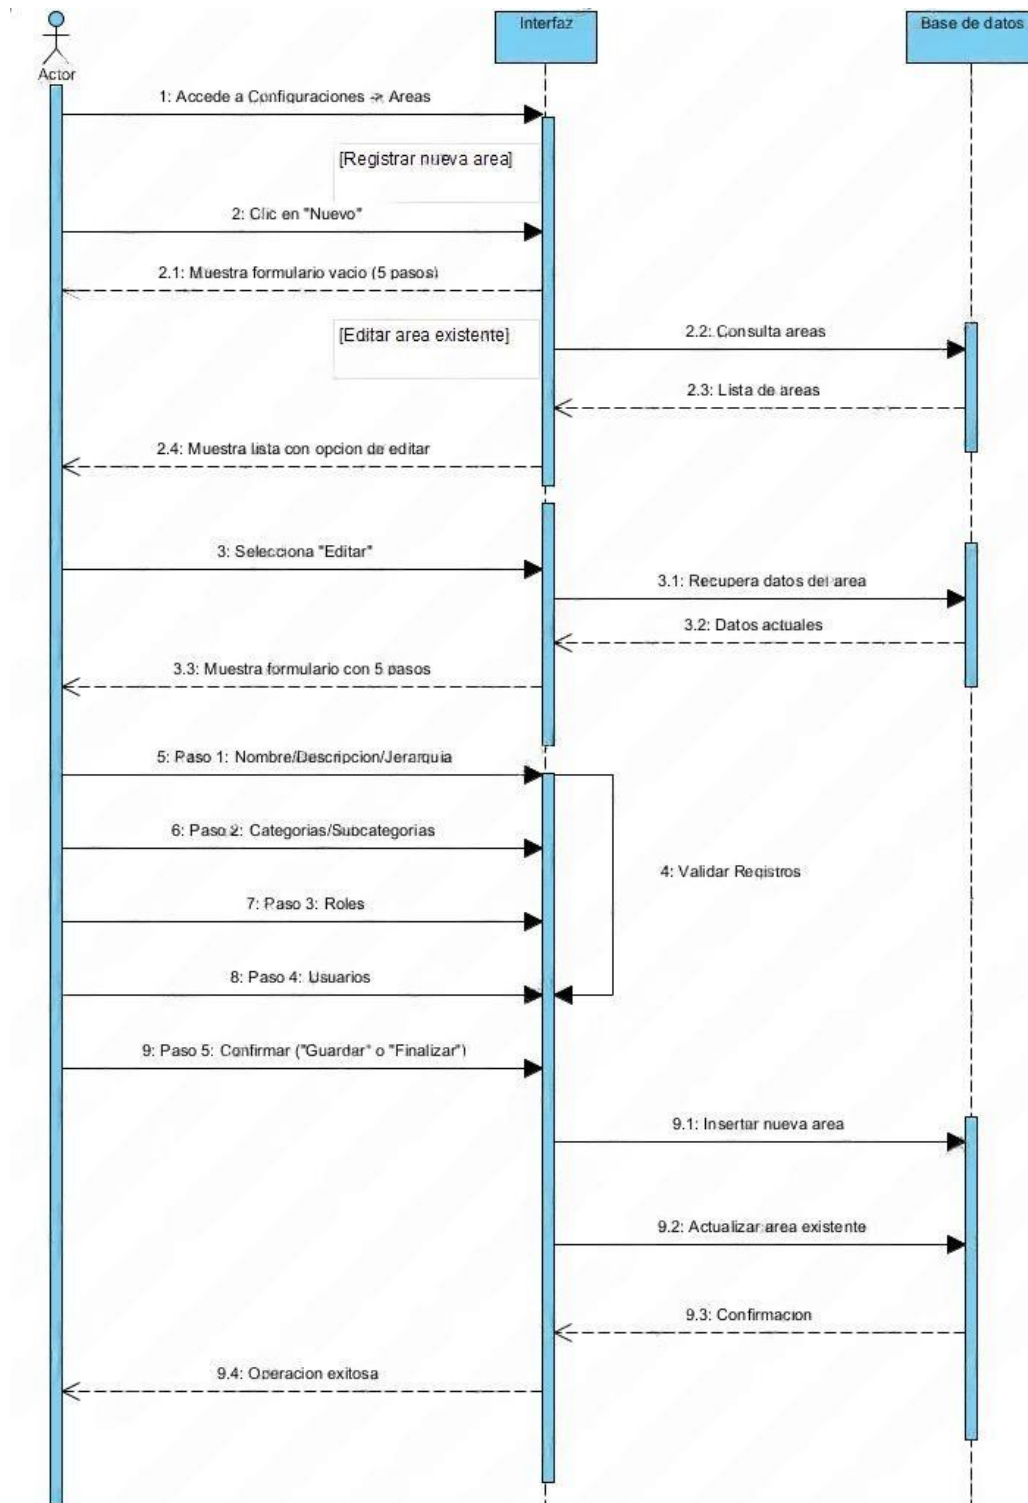 Interfaz
Base de datos
Actor
1: Accede a Configuraciones -> Areas
[Registrar nueva area]
2: Clic en "Nuevo"
2.1: Muestra formulario vacio (5 pasos)
[Editar area existente]
2.2: Consulta areas
2.3: Lista de areas
2.4: Muestra lista con opcion de editar
3: Selecciona "Editar"
3.1: Recupera datos del area
3.2: Datos actuales
3.3: Muestra formulario con 5 pasos
5: Paso 1: Nombre/Descripcion/Jerarquia
6: Paso 2: Categorias/Subcategorias
4: Validar Registros
7: Paso 3: Roles
8: Paso 4: Usuarios
9: Paso 5: Confirmar ("Guardar" o "Finalizar")
9.1: Insertar nueva area
9.2: Actualizar area existente
9.3: Confirmacion
9.4: Operacion exitosa